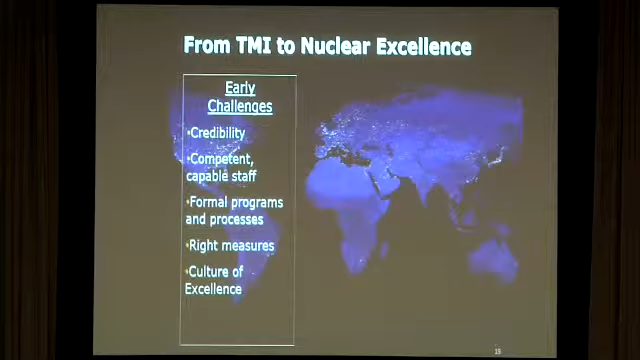 From TMI to Nuclear Excellence
Early
Challenges
•Credibility
•Competent,
capable staff
•Formal programs
and processes
•Right measures
•Culture of
Excellence
19